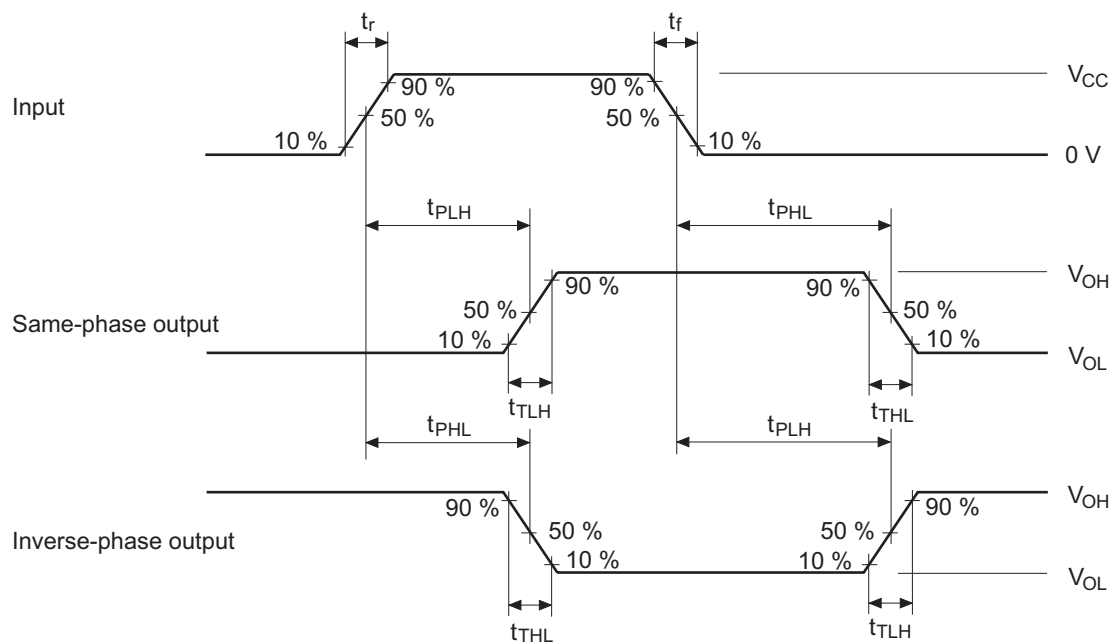 tr
tf
90 %
90 %
VCC
Input
50 %
50 %
10 %
10 %
0 V
tPLH
tPHL
90 %
90 %
VOH
50 %
50 %
Same-phase output
10 %
10 %
VOL
tTLH
tTHL
tPHL
tPLH
90 %
90 %
VOH
50 %
50 %
Inverse-phase output
10 %
10 %
VOL
tTHL
tTLH